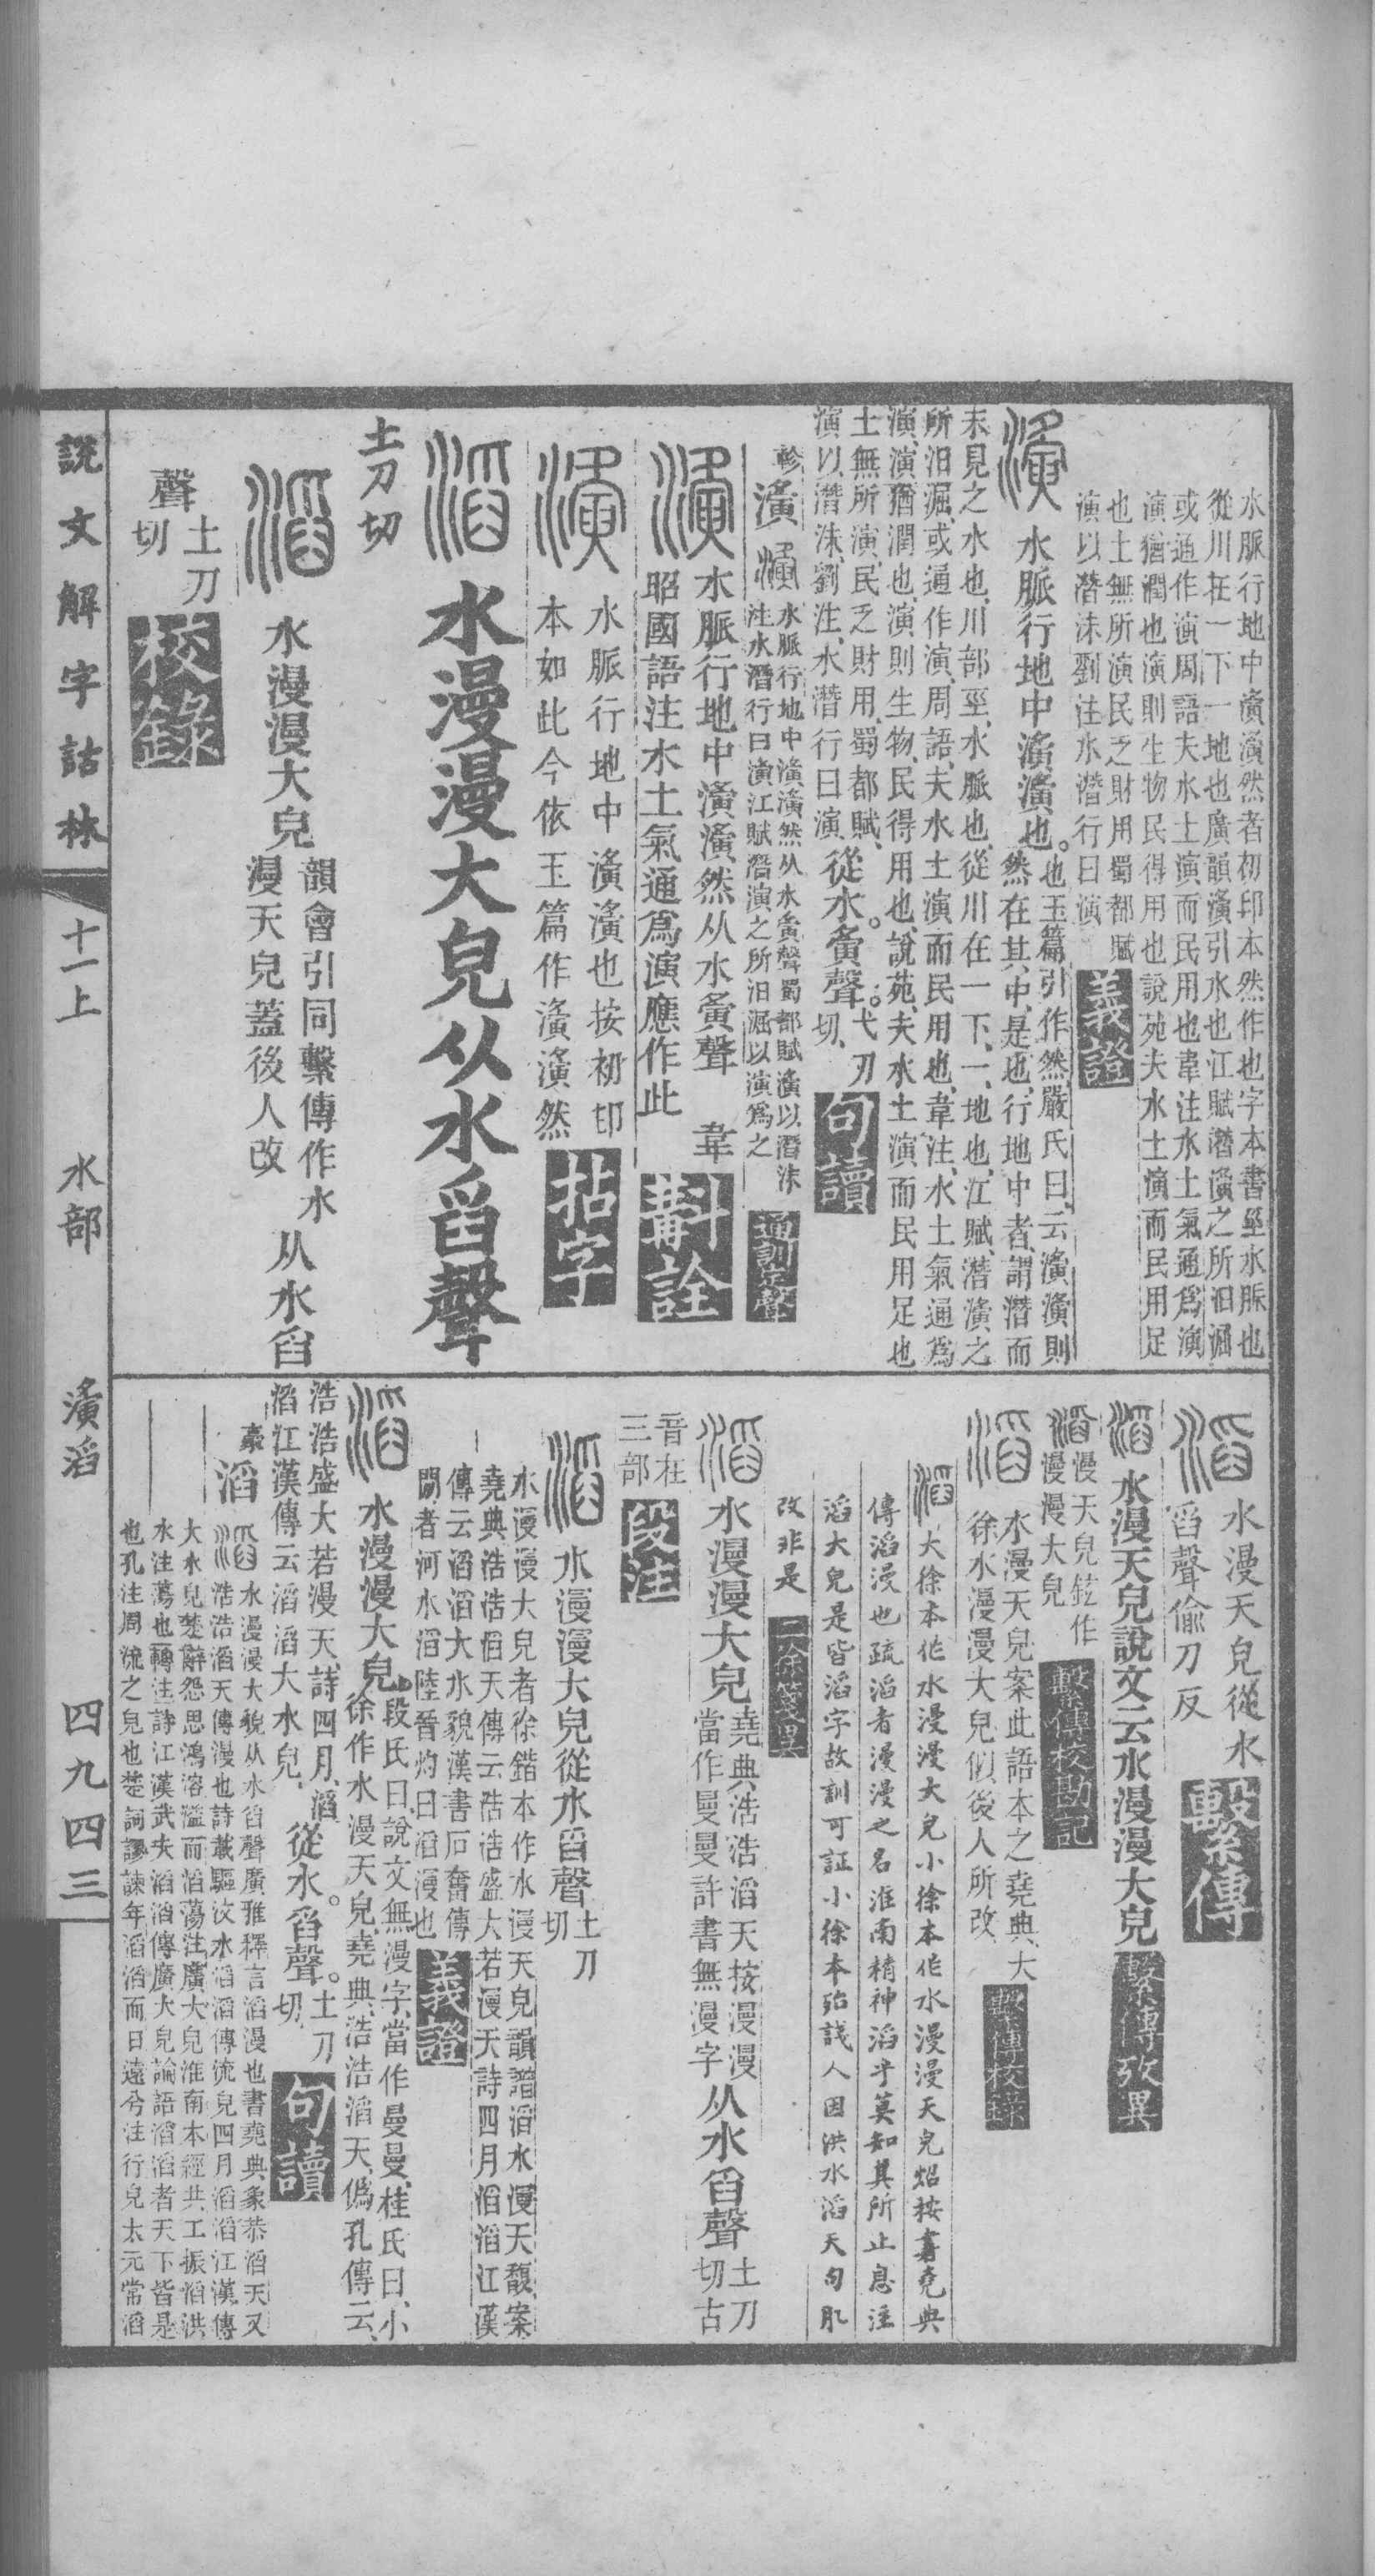 水脈行地中濥濥然者初印本然作也字本書坙水脈也
從川在一下一地也廣韻濥引水也江賦潛濥之所汩淈
或通作演周語夫水土演而民用也韋注水土氣通爲演
演猶潤也演則生物民得用也說苑夫水土演而民用足
也土無所演民乏財用蜀都賦
演以潛沬劉注水潛行曰演
義證
濥
水脈行地中濥濥也。
也玉篇引作然、嚴氏曰、云濥濥則
然在其中、是也、行地中者、謂潛而
未見之水也、川部坙、水脈也、從川在一下、一、地也、江賦、潛濥之
所汩淈、或通作演、周語、夫水土演而民用也、韋注、水土氣通爲
演、演猶潤也、演則生物、民得用也、說苑、夫水土演而民用足也
土無所演、民乏財用、蜀都賦、
演以潛沬、劉注、水潛行曰演、
從水。寅聲。
弋刃
切、
句讀
軫
濥
濥
水脈行地中濥濥然从水寅聲蜀都賦濥以潛沬
注水潛行曰演江賦潛演之所汩淈以演爲之
通訓定聲
濥
水脈行地中濥濥然从水寅聲 韋
昭國語注水土氣通爲演應作此
斠詮
濥
水脈行地中濥濥也按初印
本如此今依玉篇作濥濥然
拈字
滔
水漫漫大皃从水舀聲
土刀切
滔
水漫漫大皃
韻會引同繫傳作水
漫天皃蓋後人改
从水舀
聲
土刀
切
校錄
滔
水漫天皃從水
舀聲偷刀反
繫傳
滔
水漫天皃說文云水漫漫大皃
繫傳攷異
滔
漫天皃鉉作
漫漫大皃
繫傳校勘記
滔
水漫天皃案此語本之堯典、大
徐水漫漫大皃似後人所改
繫傳校錄
滔
大徐本作水漫漫大皃小徐本作水漫漫天皃炤按書堯典
傳滔漫也疏滔者漫漫之名淮南精神滔乎莫知其所止息注
滔大皃是皆滔字故訓可証小徐本殆淺人因洪水滔天句肊
改非是
二徐箋異
滔
水漫漫大皃
堯典浩浩滔天按漫漫
當作曼曼許書無漫字
从水舀聲
土刀
切古
音在
三部
段注
滔
水漫漫大皃從水舀聲
土刀
切
水漫漫大皃者徐鍇本作水漫天皃韻譜滔水漫天馥案
堯典浩浩滔天傳云浩浩盛大若漫天詩四月滔滔江漢
傳云滔滔大水貌漢書石奮傳
閒者河水滔陸晉灼曰滔漫也
義證
滔
水漫漫大皃。
段氏曰、說文無漫字、當作曼曼、桂氏曰、小
徐作水漫天皃、堯典、浩浩滔天、僞孔傳云、
浩浩盛大若漫天、詩四月、滔
滔江漢傳云滔滔大水皃、
從水。舀聲。
土刀
切、
句讀
滔
滔
水漫漫大貌从水舀聲廣雅釋言滔漫也書堯典象恭滔天又
浩浩滔天傳漫也詩載驅汶水滔滔傳流皃四月滔滔江漢傳
大水皃楚辭怨思鴻溶溢而滔蕩注廣大皃淮南本經共工振滔洪
水注蕩也轉注詩江漢武夫滔滔傳廣大皃論語滔滔者天下皆是
也孔注周流之皃也楚詞謬諫年滔滔而日遠兮注行皃太元常滔
說文解字詁林
十一上 水部 濥滔
四九四三